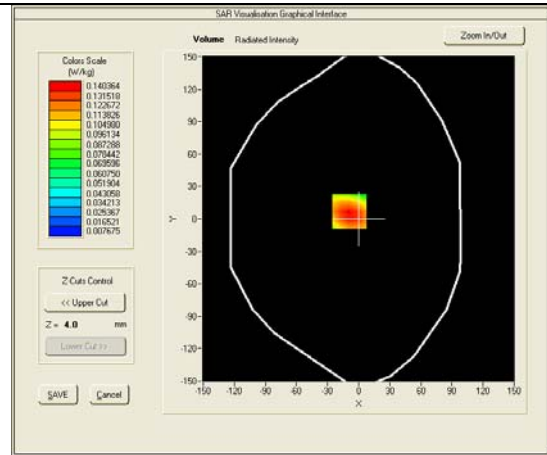 SAR Visualisation Graphical Interface
Volume Radiated Intensity
Zoom In/Out
Colors Scale
(W/kg)
0.140364
0.131518
0.122672
0.113826
0.104980
0.096134
0.087288
0.078442
0.069596
0.060750
0.051904
0.043058
0.034213
0.025367
0.016521
0.007675
Z Cuts Control
<< Upper Cut
Z = 4.0 mm
Lower Cut >>
SAVE Cancel
150
120
90
60
30
0
-30
-60
-90
-120
-150
Y
-150 -120 -90 -60 -30 0 30 60 90 120 150
X